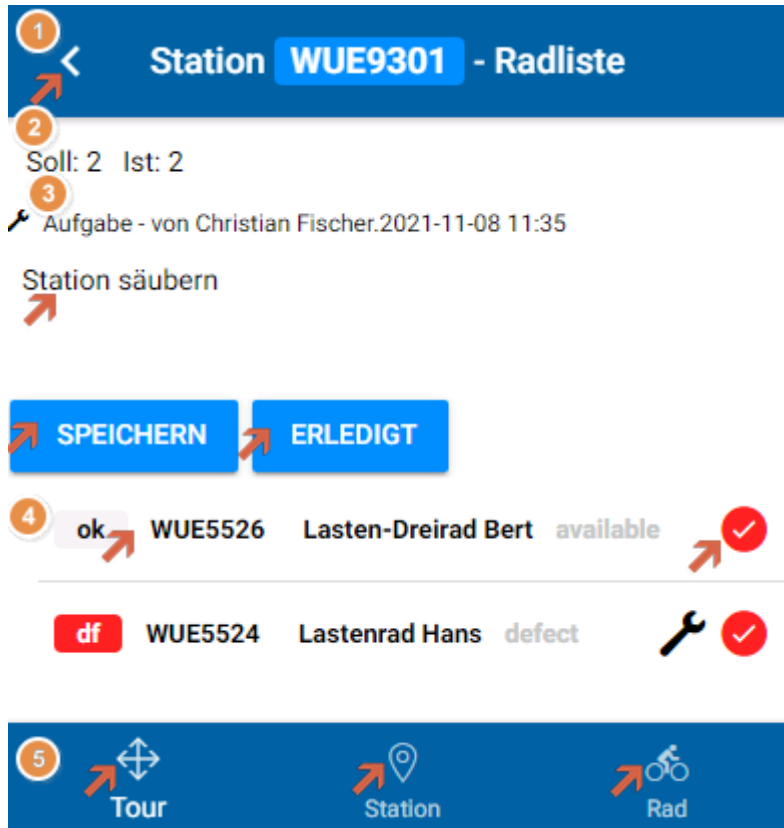 1
Station WUE9301 - Radliste
2
Soll: 2 Ist: 2
3
Aufgabe - von Christian Fischer.2021-11-08 11:35
Station säubern
SPEICHERN ERLEDIGT
4
ok WUE5526 Lasten-Dreirad Bert available
df WUE5524 Lastenrad Hans defect
5
Tour Station Rad